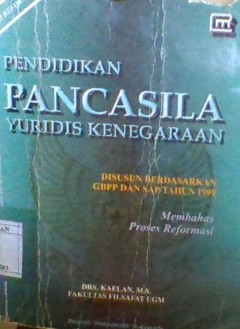 PENDIDIKAN
PANCASILA
YURIDIS KENEGARAAN
DISUSUN BERDASARKAN
GBPP DAN SAP TAHUN 1995
Membahas
Proses Reformasi
DRS. KAELAN, M.S.
FAKULTAS FILSAFAT UGM